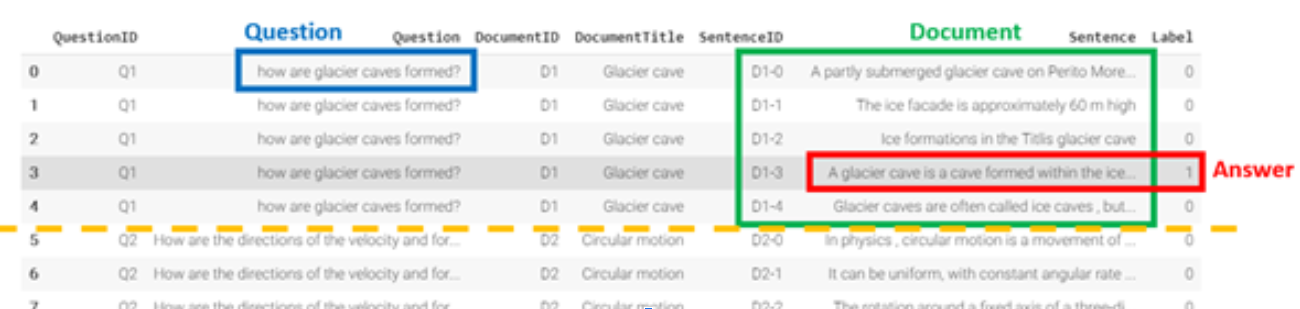 QuestionID Question Question DocumentID DocumentTitle SentenceID Document Sentence Label
0 Q1 how are glacier caves formed? D1 Glacier cave D1-0 A partly submerged glacier cave on Perito More... 0
1 Q1 how are glacier caves formed? D1 Glacier cave D1-1 The ice facade is approximately 60 m high 0
2 Q1 how are glacier caves formed? D1 Glacier cave D1-2 Ice formations in the Titlis glacier cave 0
3 Q1 how are glacier caves formed? D1 Glacier cave D1-3 A glacier cave is a cave formed within the ice... 1 Answer
4 Q1 how are glacier caves formed? D1 Glacier cave D1-4 Glacier caves are often called ice caves , but... 0
5 Q2 How are the directions of the velocity and for... D2 Circular motion D2-0 In physics , circular motion is a movement of ... 0
6 Q2 How are the directions of the velocity and for... D2 Circular motion D2-1 It can be uniform, with constant angular rate ... 0
7 Q2 How are the directions of the velocity and for... D2 Circular motion D2-2 The rotation around a fixed axis of a three-di... 0